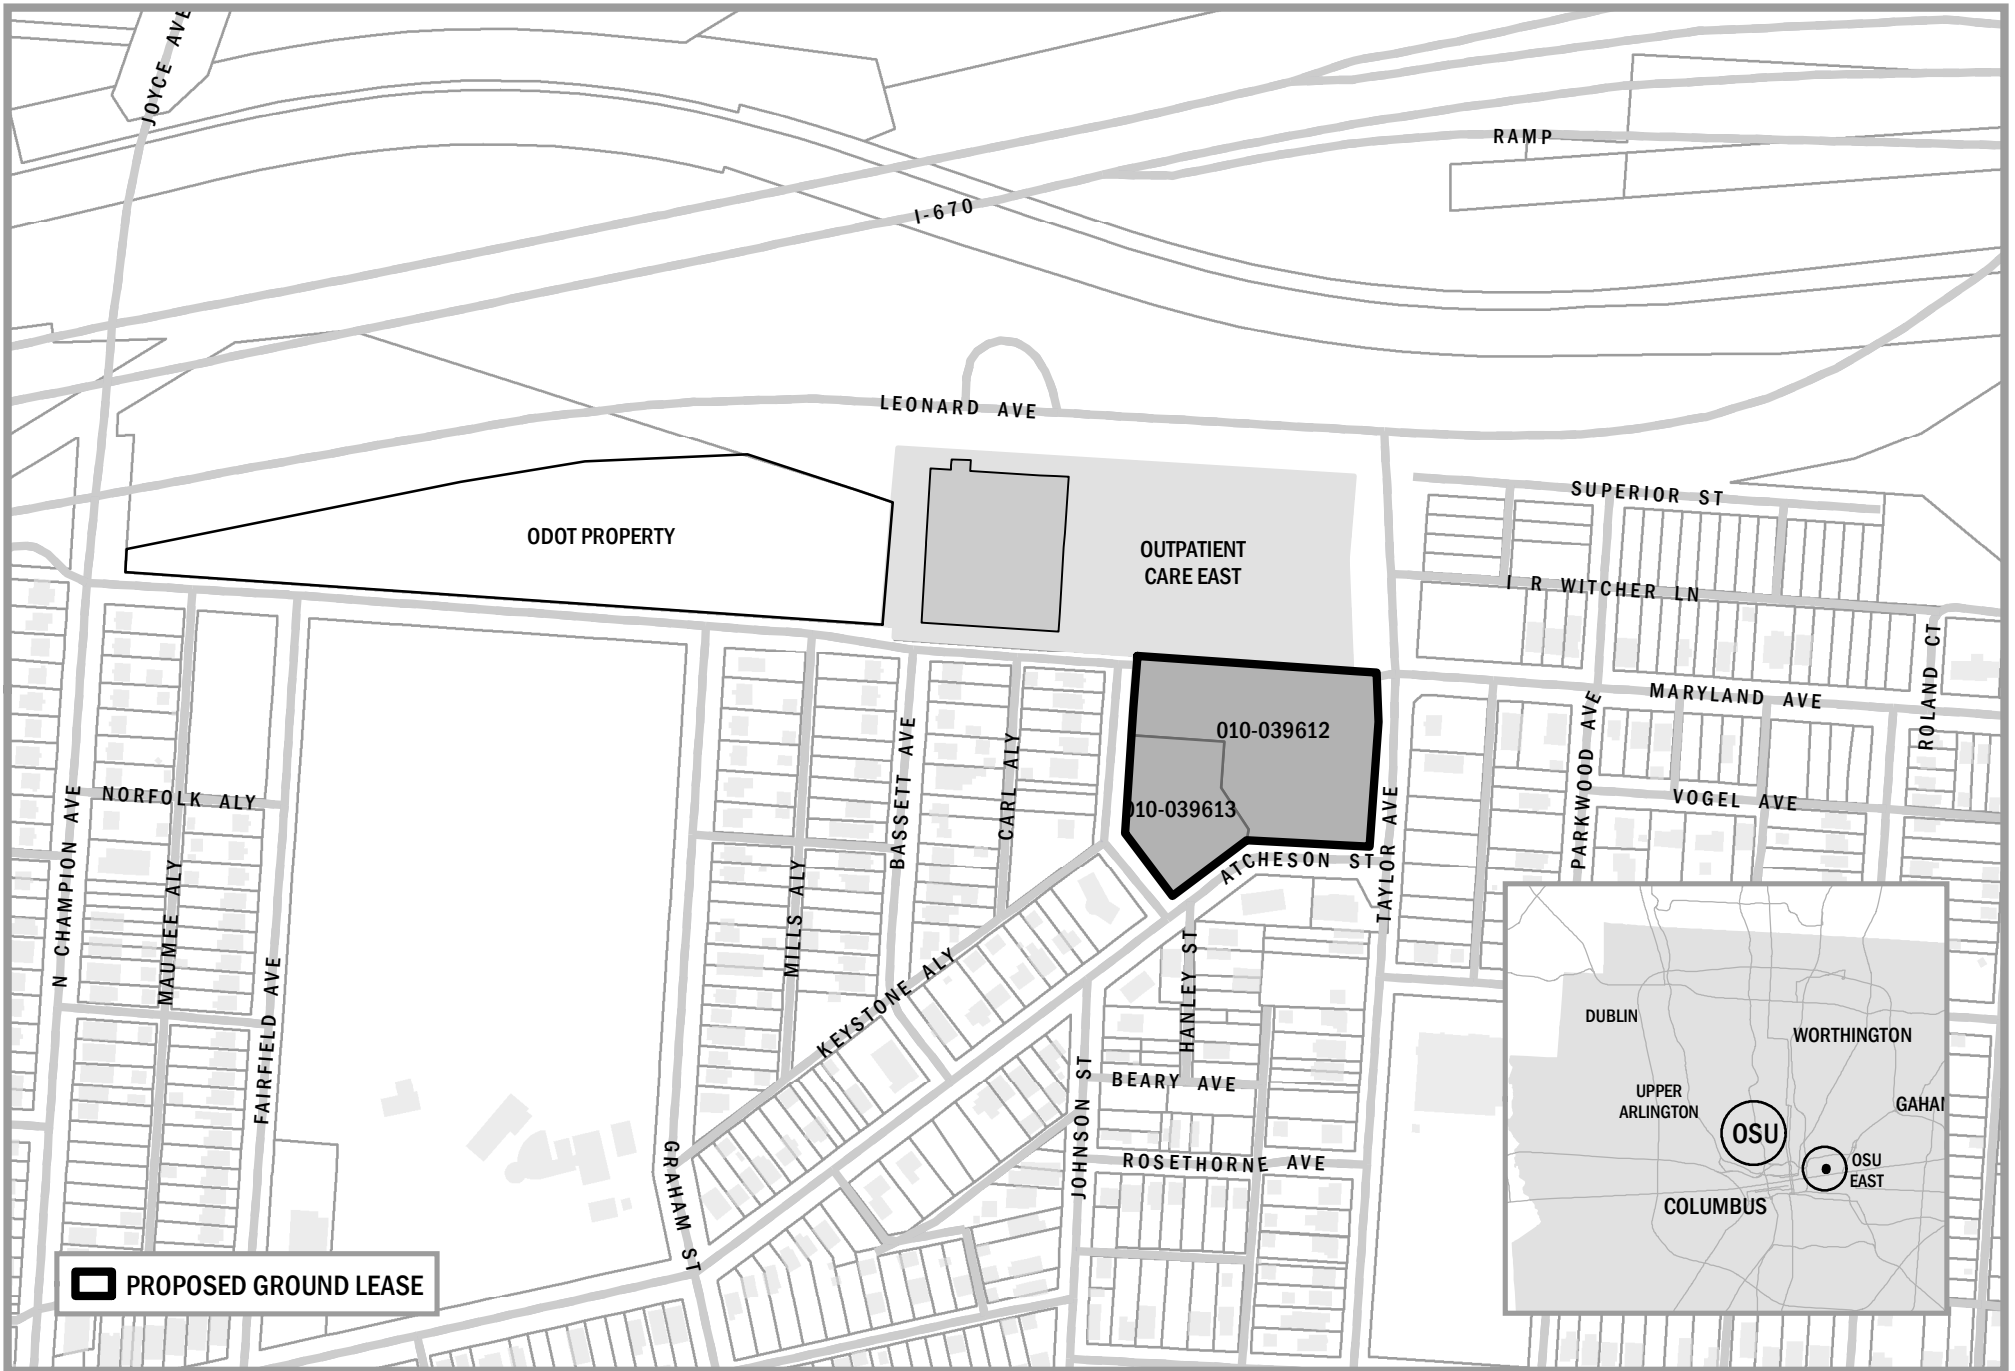 JOYCE AVE
RAMP
I-670
LEONARD AVE
SUPERIOR ST
ODOT PROPERTY
OUTPATIENT
CARE EAST
I R WITCHER LN
ROLAND CT
MARYLAND AVE
PARKWOOD AVE
010-039612
BASSETT AVE
CARL ALY
010-039613
NORFOLK ALY
VOGEL AVE
N CHAMPION AVE
MAUMEE ALY
MILLS ALY
ATCHESON ST
TAYLOR AVE
FAIRFIELD AVE
KEYSTONE ALY
HANLEY ST
BEARY AVE
JOHNSON ST
GRAHAM ST
ROSETHORNE AVE
DUBLIN
WORTHINGTON
UPPER
ARLINGTON
GAHAN
OSU
OSU
EAST
COLUMBUS
PROPOSED GROUND LEASE